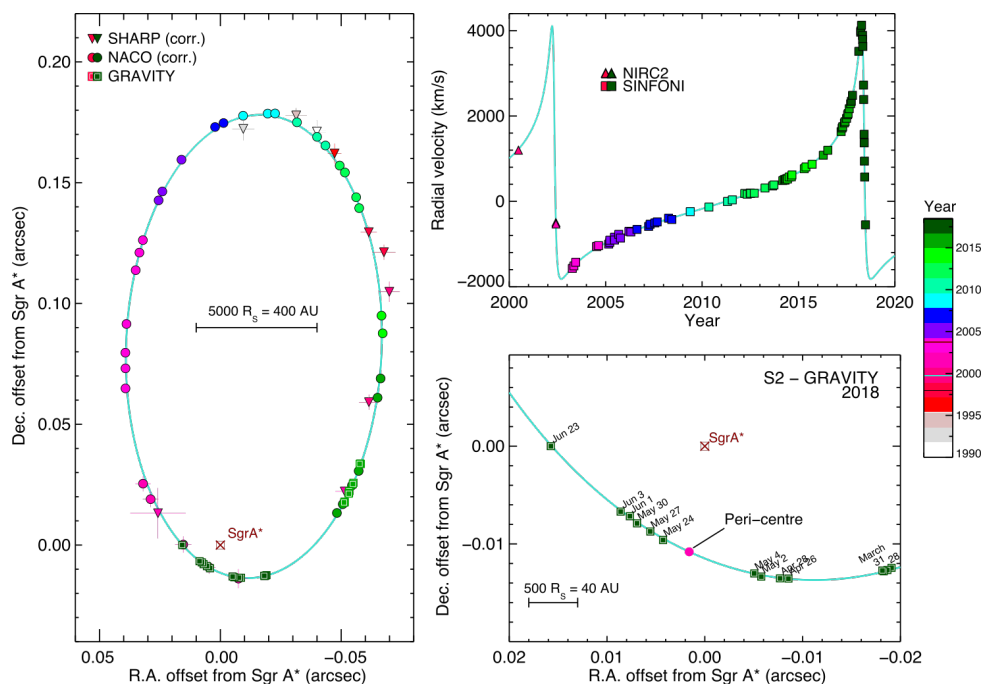 SHARP (corr.)
NACO (corr.)
GRAVITY
0.20
0.15
0.10
0.05
0.00
Dec. offset from Sgr A* (arcsec)
5000 RS = 400 AU
SgrA*
0.05
0.00
−0.05
R.A. offset from Sgr A* (arcsec)
4000
2000
0
−2000
Radial velocity (km/s)
NIRC2
SINFONI
2000
2005
2010
2015
2020
Year
S2 − GRAVITY
2018
0.00
−0.01
Dec. offset from Sgr A* (arcsec)
SgrA*
Jun 23
Jun 3
Jun 1
May 30
May 27
May 24
Peri−centre
May 4
May 2
Apr 28
Apr 26
March
31 28
500 RS = 40 AU
0.02
0.01
0.00
−0.01
−0.02
R.A. offset from Sgr A* (arcsec)
Year
2015
2010
2005
2000
1995
1990